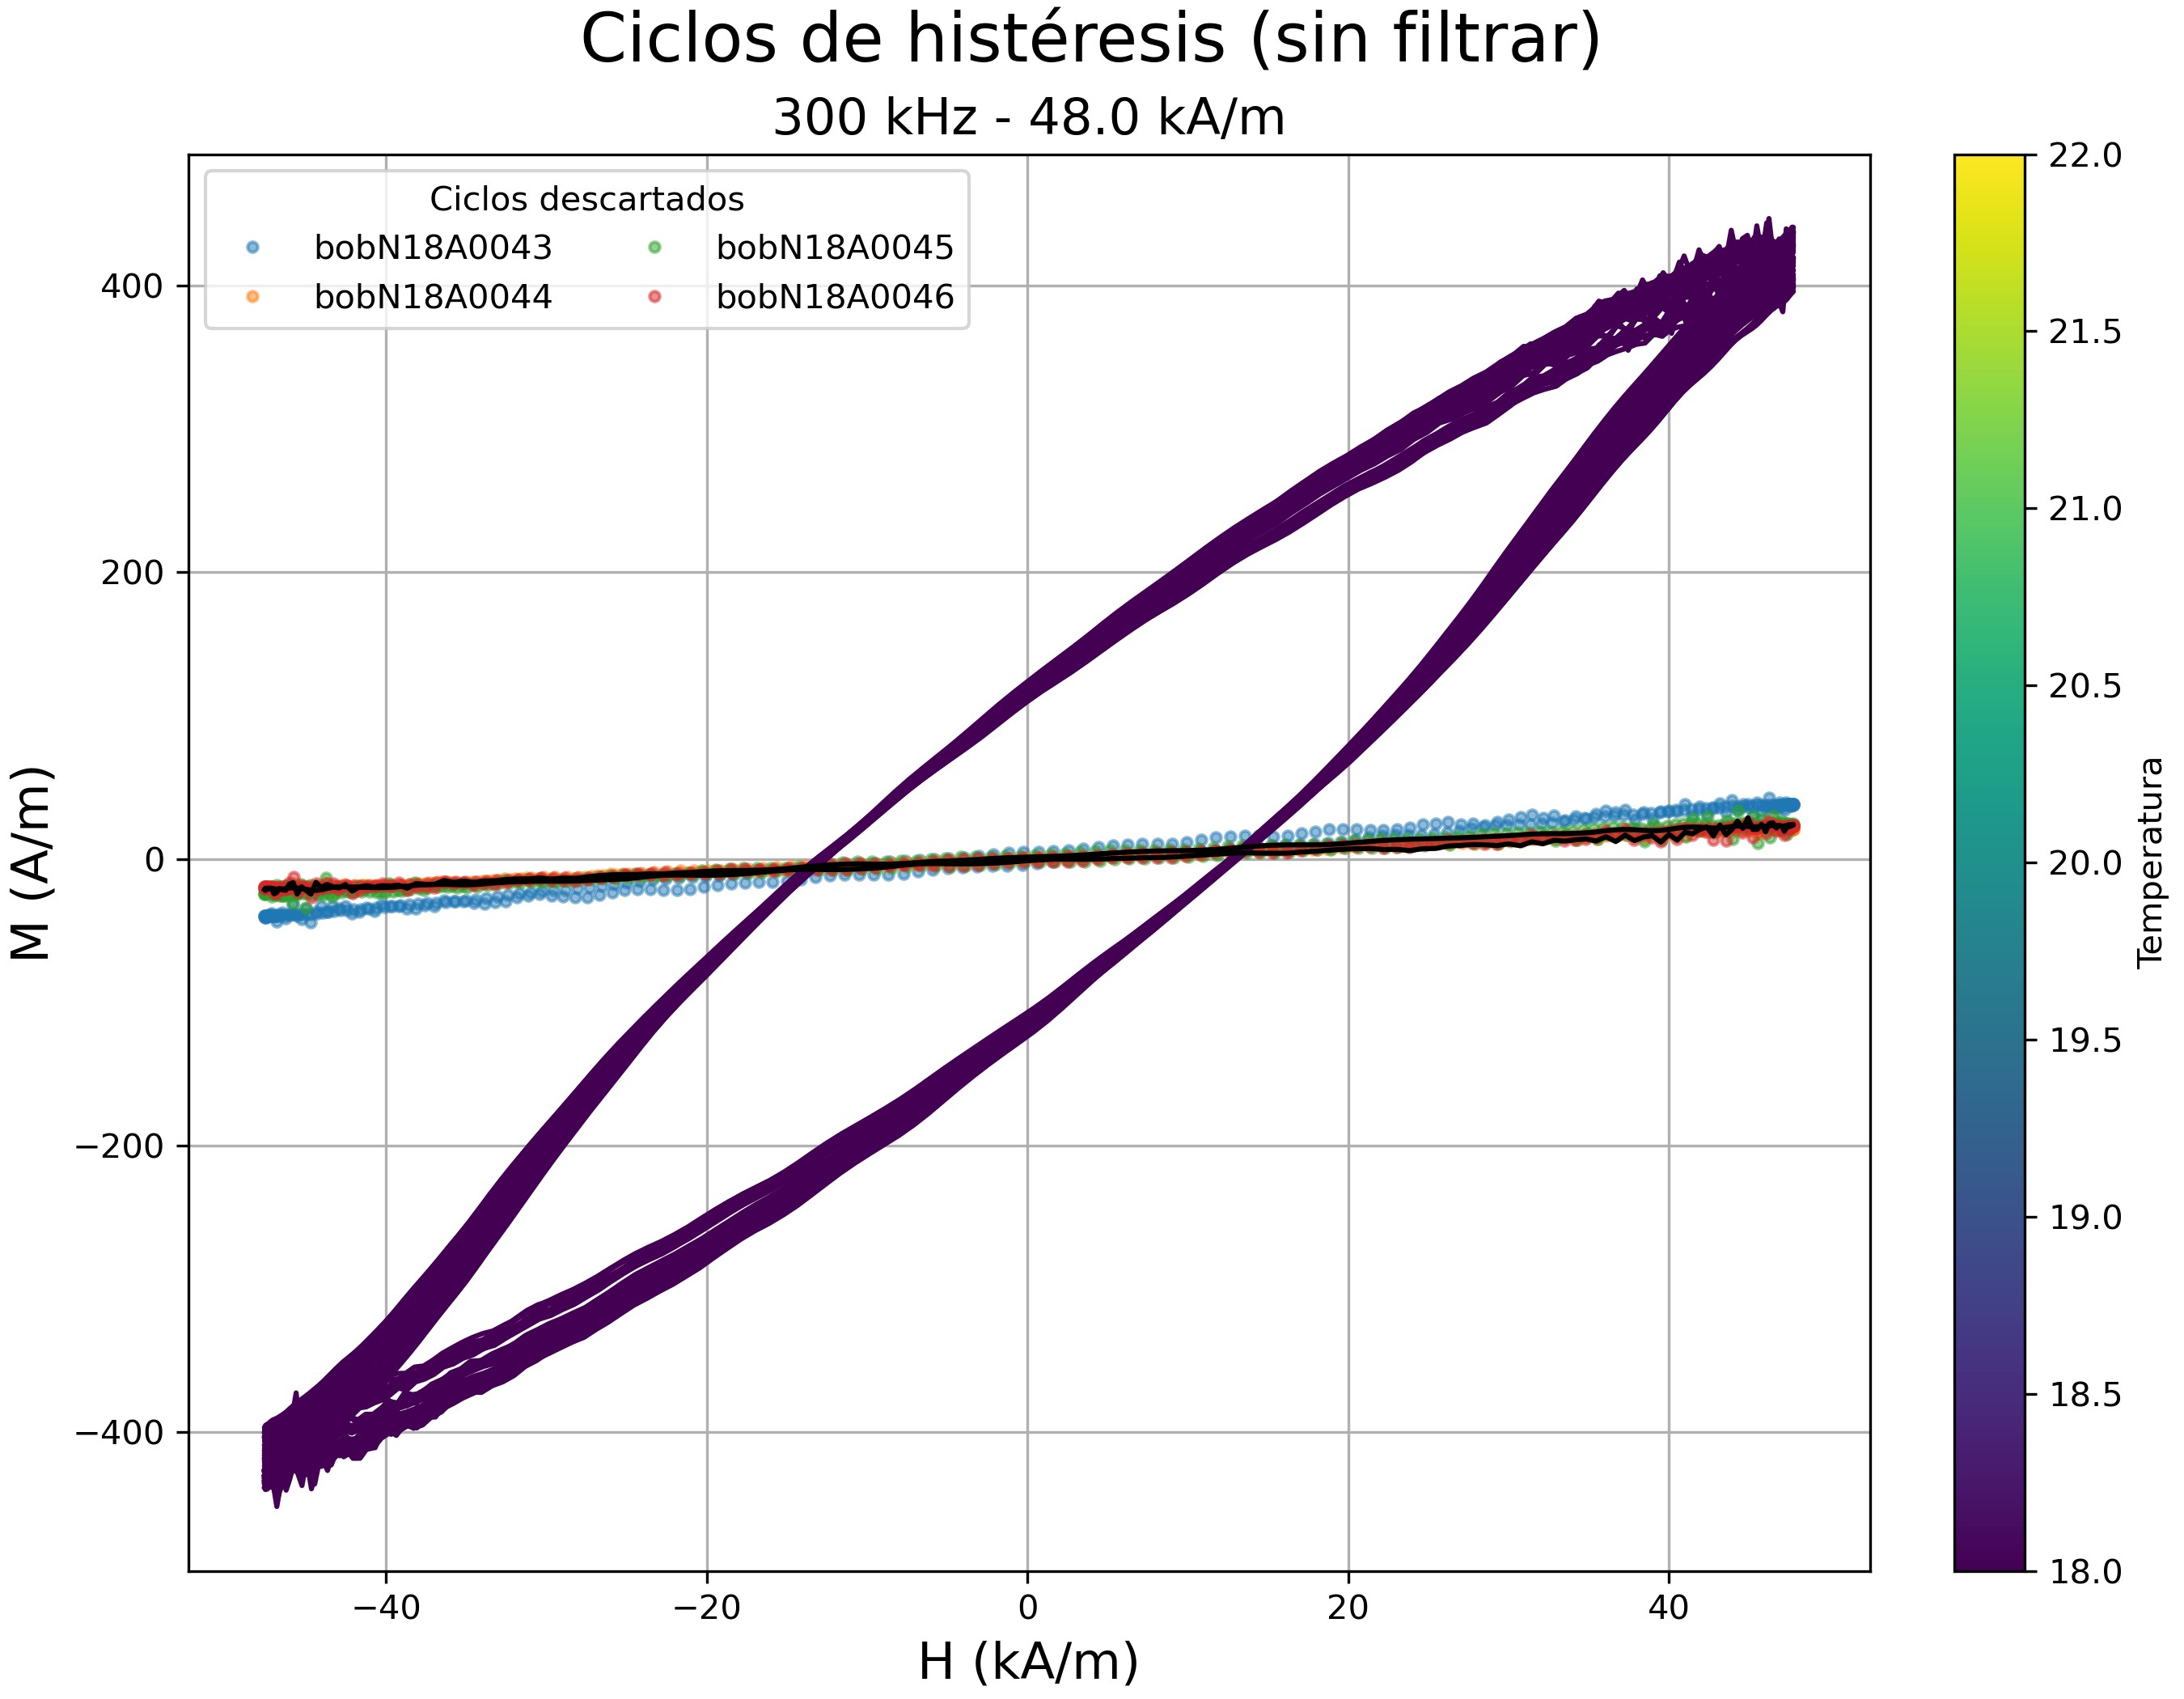 Ciclos de histéresis (sin filtrar)
300 kHz - 48.0 kA/m
Ciclos descartados
bobN18A0043 bobN18A0045
bobN18A0044 bobN18A0046
M (A/m)
400
200
0
−200
−400
−40 −20 0 20 40
H (kA/m)
22.0
21.5
21.0
20.5
20.0
19.5
19.0
18.5
18.0
Temperatura